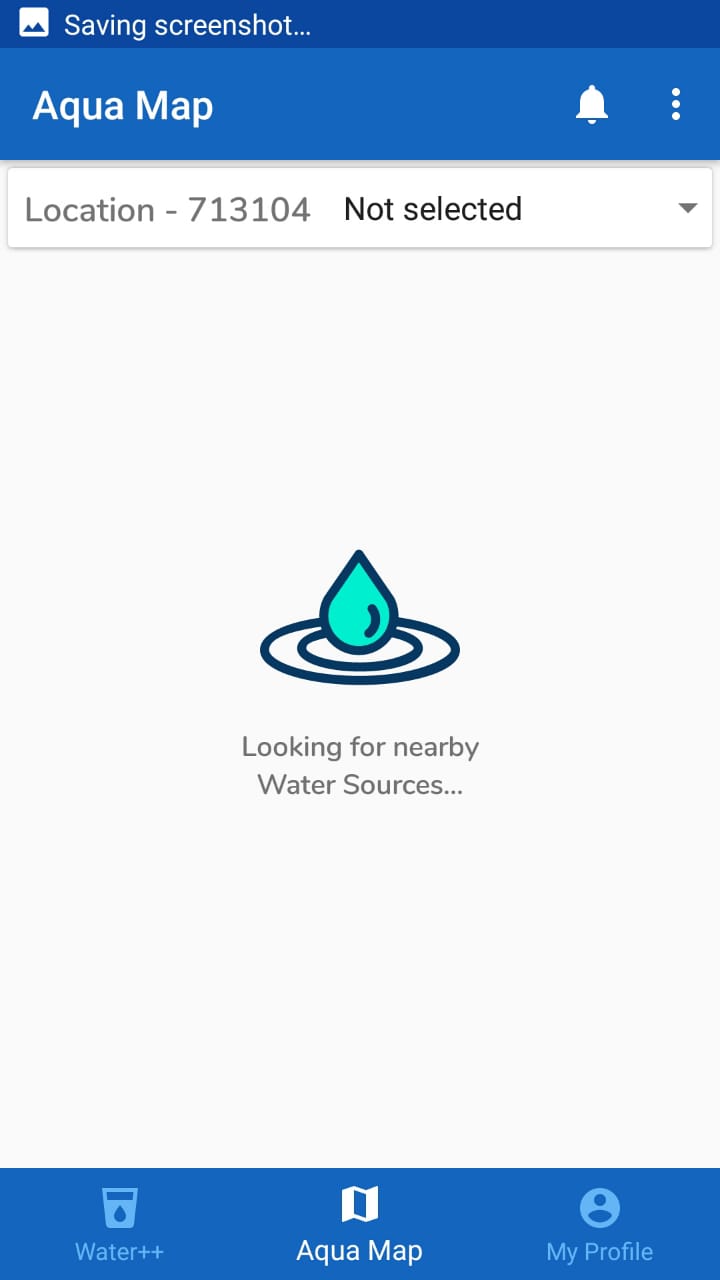 Saving screenshot...
Aqua Map
Location - 713104 Not selected
Looking for nearby
Water Sources...
Water++ Aqua Map My Profile